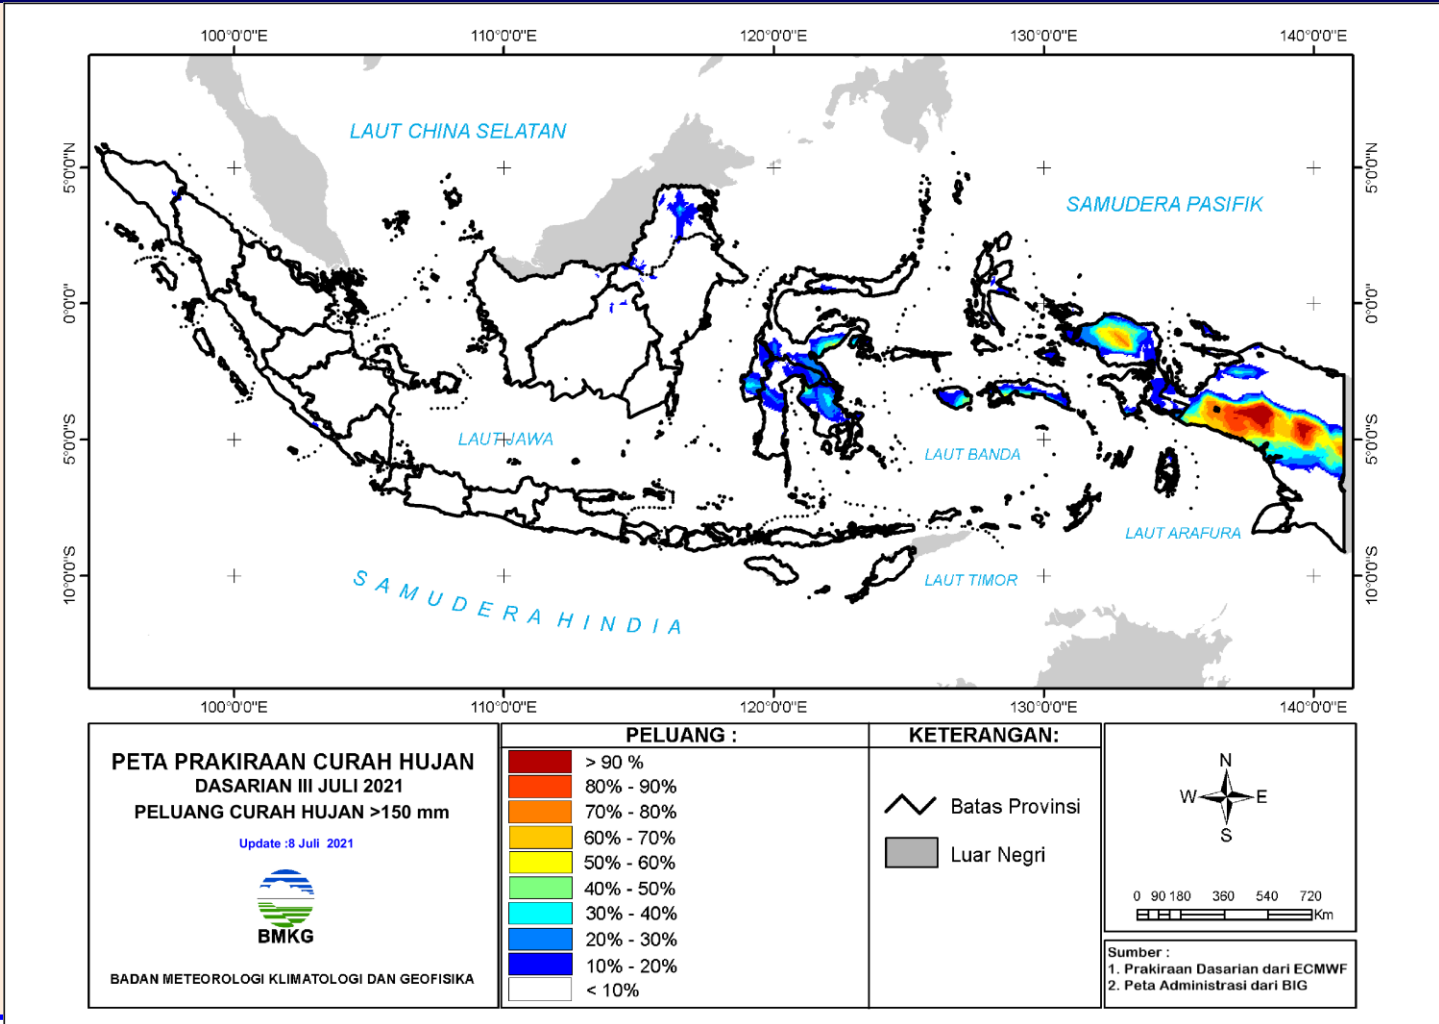 100°0'0"E 110°0'0"E 120°0'0"E 130°0'0"E 140°0'0"E
5°0'0"N 5°0'0"N
LAUT CHINA SELATAN
SAMUDERA PASIFIK
0°0'0" 0°0'0"
LAUT JAWA
5°0'0"S 5°0'0"S
LAUT BANDA
LAUT ARAFURA
10°0'0"S 10°0'0"S
LAUT TIMOR
SAMUDERA HINDIA
100°0'0"E 110°0'0"E 120°0'0"E 130°0'0"E 140°0'0"E
PETA PRAKIRAAN CURAH HUJAN
DASARIAN III JULI 2021
PELUANG CURAH HUJAN >150 mm
Update :8 Juli 2021
BMKG
BADAN METEOROLOGI KLIMATOLOGI DAN GEOFISIKA
PELUANG :
> 90 %
80% - 90%
70% - 80%
60% - 70%
50% - 60%
40% - 50%
30% - 40%
20% - 30%
10% - 20%
< 10%
KETERANGAN:
Batas Provinsi
Luar Negri
N
W E
S
0 90 180 360 540 720
Km
Sumber :
1. Prakiraan Dasarian dari ECMWF
2. Peta Administrasi dari BIG